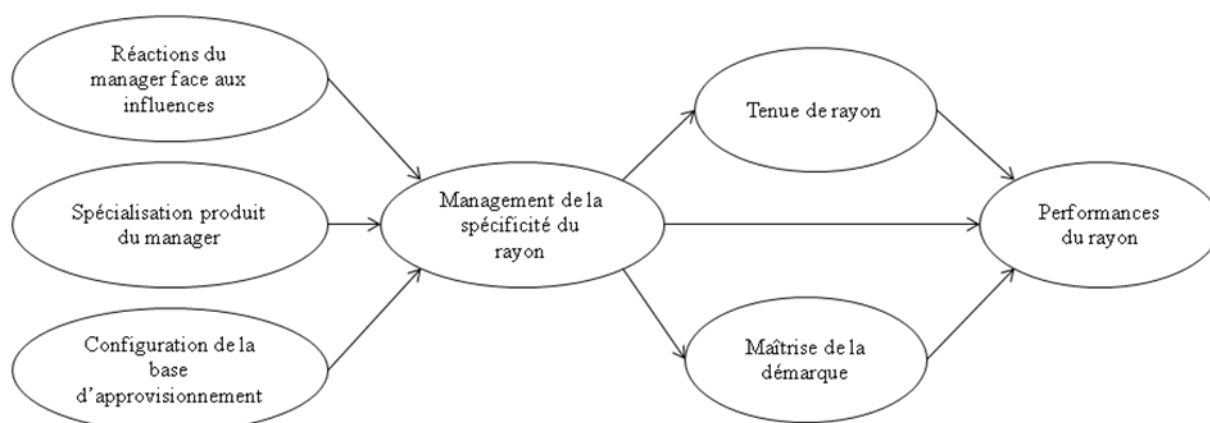 Réactions du
manager face aux
influences
Spécialisation produit
du manager
Configuration de la
base
d'approvisionnement
Management de la
spécificité du
rayon
Tenue de rayon
Maîtrise de la
démarque
Performances
du rayon